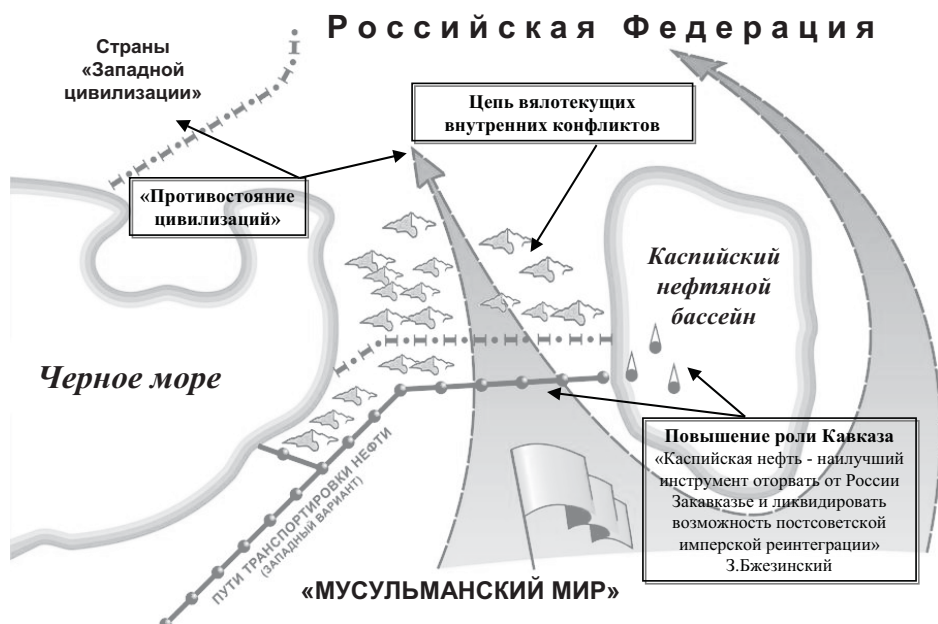 Российская Федерация
Страны
«Западной
цивилизации»
Цепь вялотекущих
внутренних конфликтов
«Противостояние
цивилизаций»
Каспийский
нефтяной
бассейн
Черное море
Повышение роли Кавказа
«Каспийская нефть - наилучший
инструмент оторвать от России
Закавказье и ликвидировать
возможность постсоветской
имперской реинтеграции»
З.Бжезинский
ПУТИ ТРАНСПОРТИРОВКИ НЕФТИ
(ЗАПАДНЫЙ ВАРИАНТ)
«МУСУЛЬМАНСКИЙ МИР»